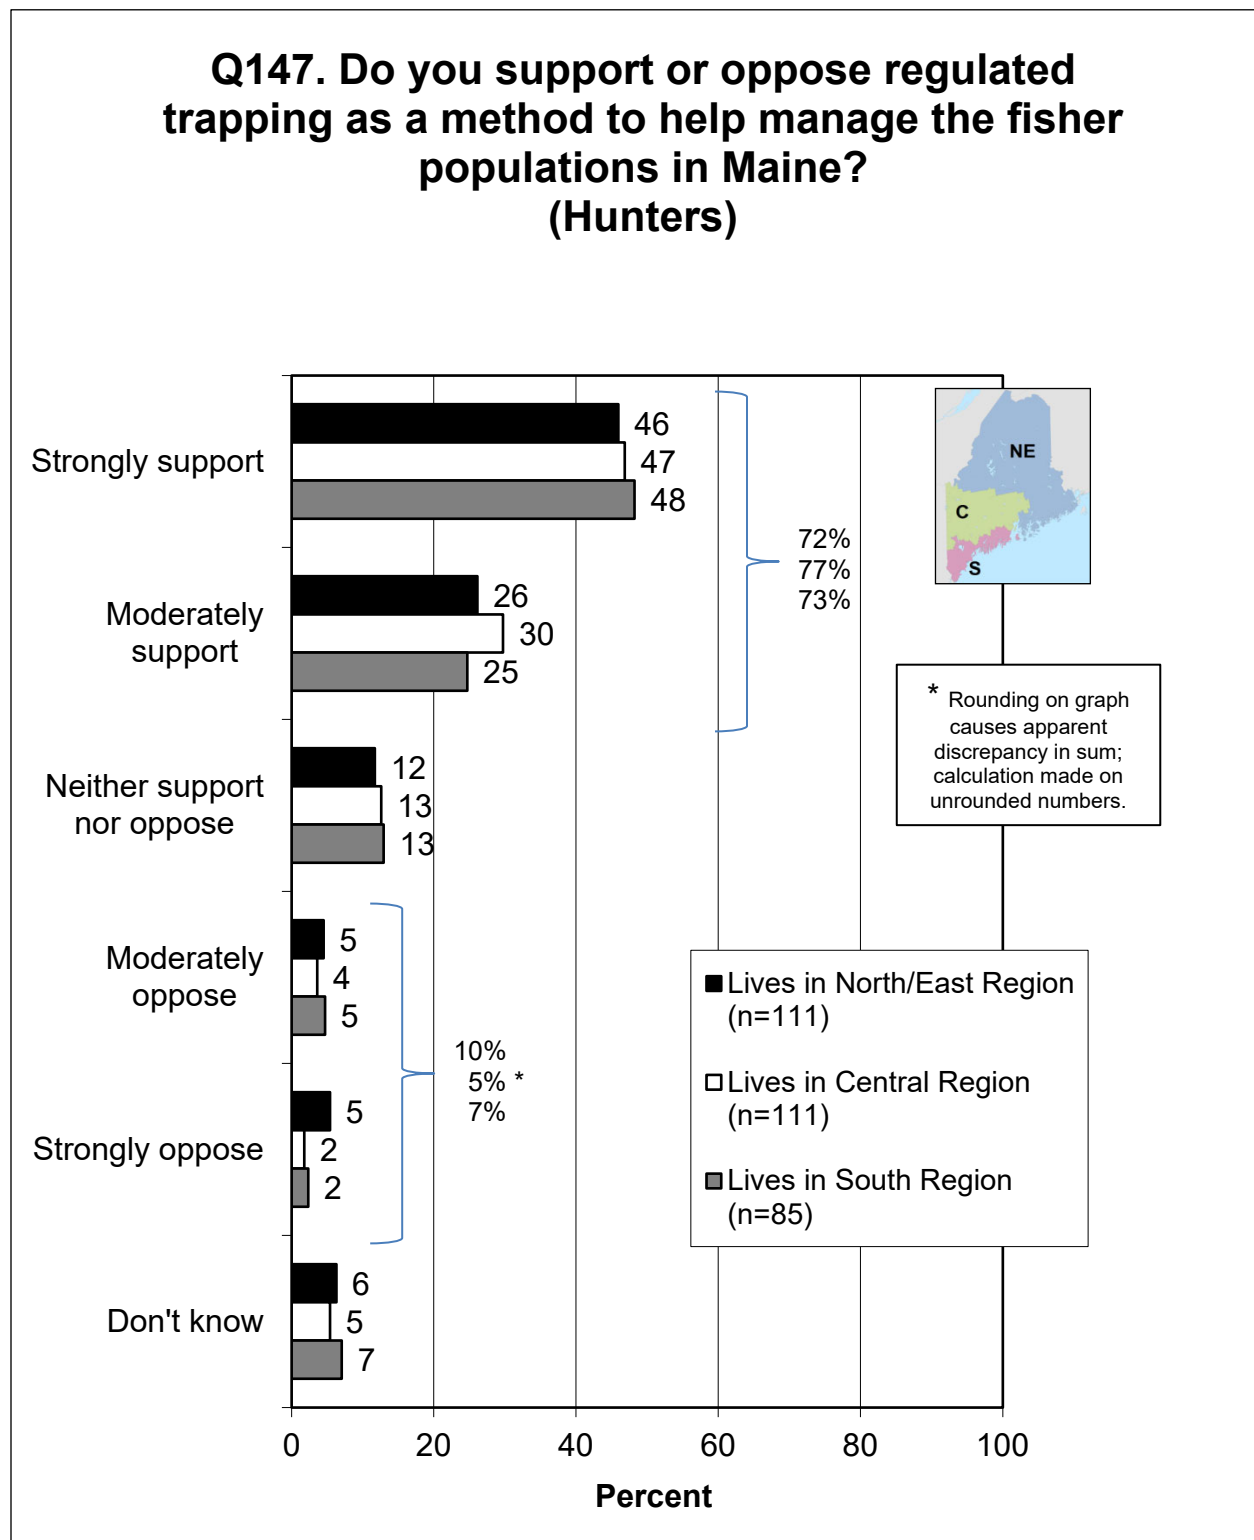 Q147. Do you support or oppose regulated
trapping as a method to help manage the fisher
populations in Maine?
(Hunters)
Strongly support
46
47
48
Moderately
support
26
30
25
Neither support
nor oppose
12
13
13
Moderately
oppose
5
4
5
Strongly oppose
5
2
2
Don't know
6
5
7
72%
77%
73%
10%
5% *
7%
NE
C
S
* Rounding on graph
causes apparent
discrepancy in sum;
calculation made on
unrounded numbers.
Lives in North/East Region
(n=111)
Lives in Central Region
(n=111)
Lives in South Region
(n=85)
0 20 40 60 80 100
Percent